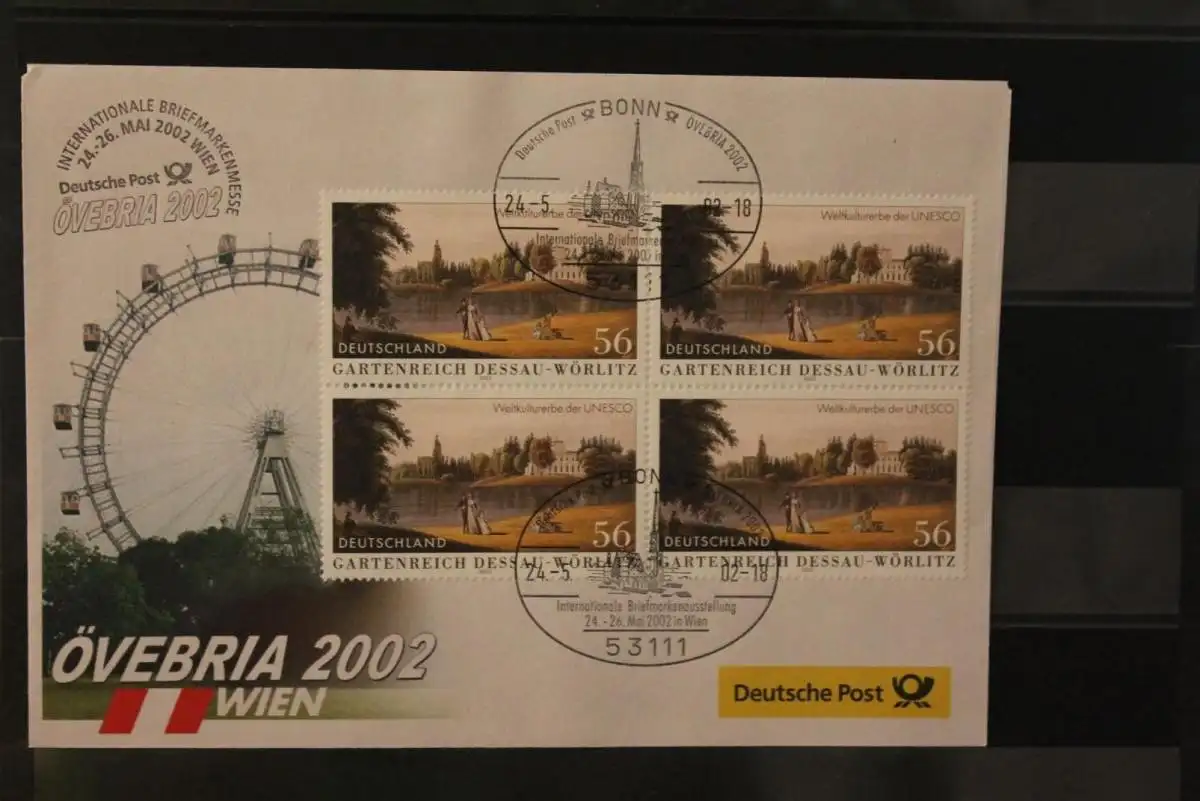 INTERNATIONALE BRIEFMARKENMESSE
24.-26. MAI 2002 WIEN
Deutsche Post
ÖVEBRIA 2002
Deutsche Post BONN ÖVEBRIA 2002
24.-5. 02-18
Internationale
24.
Weltkulturerbe
DEUTSCHLAND 56
GARTENREICH DESSAU-WÖRLITZ
Weltkulturerbe der UNESCO
DEUTSCHLAND 56
GARTENREICH DESSAU-WÖRLITZ
Weltkulturerbe der UNESCO
DEUTSCHLAND 56
GARTENREICH DESSAU-WÖRLITZ
Weltkulturerbe der UNESCO
DEUTSCHLAND 56
GARTENREICH DESSAU-WÖRLITZ
BONN
24.-5. 02-18
Internationale Briefmarkenausstellung
24.-26. Mai 2002 in Wien
53111
ÖVEBRIA 2002
WIEN
Deutsche Post